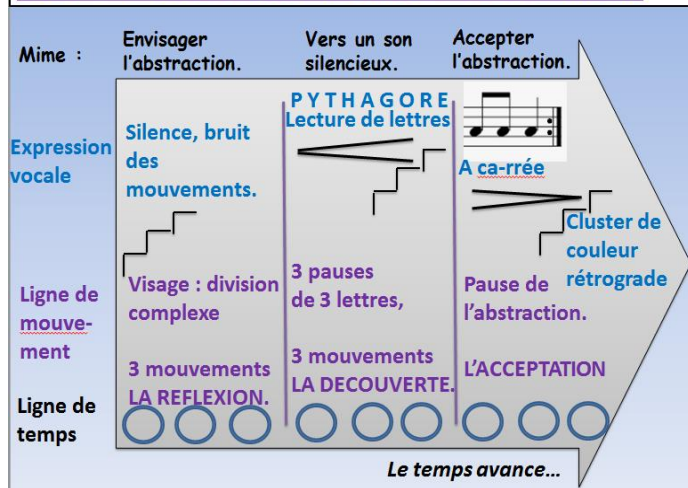 Mime :
Envisager
l'abstraction.
Vers un son
silencieux.
Accepter
l'abstraction.
Expression
vocale
Silence, bruit
des
mouvements.
PYTHAGORE
Lecture de lettres
A ca-rrée
Cluster de
couleur
rétrograde
Ligne de
mouve-
ment
Visage : division
complexe
3 mouvements
LA REFLEXION.
3 pauses
de 3 lettres,
3 mouvements
LA DECOUVERTE.
Pause de
l'abstraction.
L'ACCEPTATION
Ligne de
temps
Le temps avance…